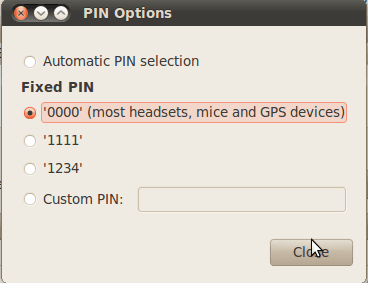 PIN Options
Automatic PIN selection
Fixed PIN
'0000' (most headsets, mice and GPS devices)
'1111'
'1234'
Custom PIN:
Close